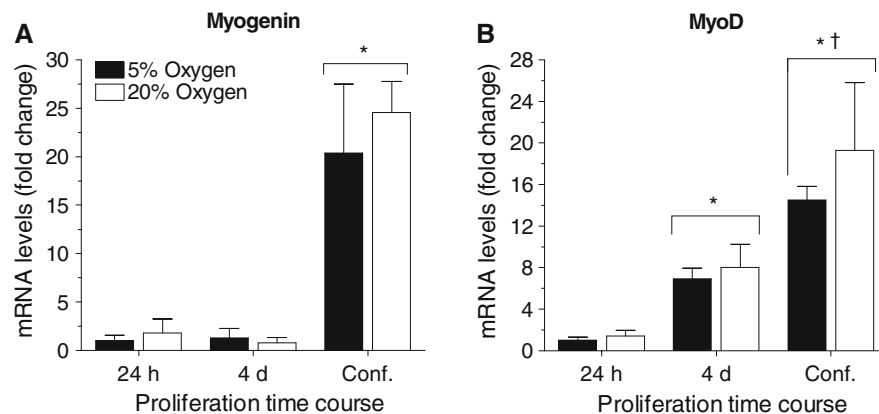 A
Myogenin
mRNA levels (fold change)
30
25
20
15
10
5
0
5% Oxygen
20% Oxygen
*
24 h 4 d Conf.
Proliferation time course
B
MyoD
mRNA levels (fold change)
28
24
20
16
12
8
4
0
*
* †
24 h 4 d Conf.
Proliferation time course